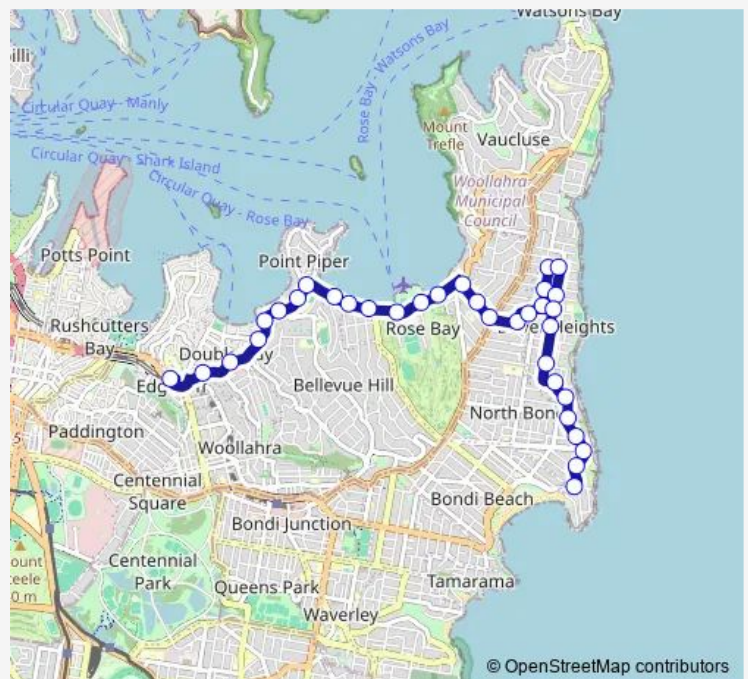 Watsons Bay
Rose Bay - Watsons Bay
Circular Quay - Manly
Mount
Trefle
Vaucluse
Circular Quay - Shark Island
Circular Quay - Rose Bay
Woollahra
Municipal
Council
Potts Point
Point Piper
Rushcutters
Bay
Rose Bay
Heights
Bellevue Hill
Paddington
North Bon
Woollahra
Centennial
Square
Bondi Beach
Bondi Junction
Centennial
Park
Queens Park
Tamarama
Waverley
© OpenStreetMap contributors